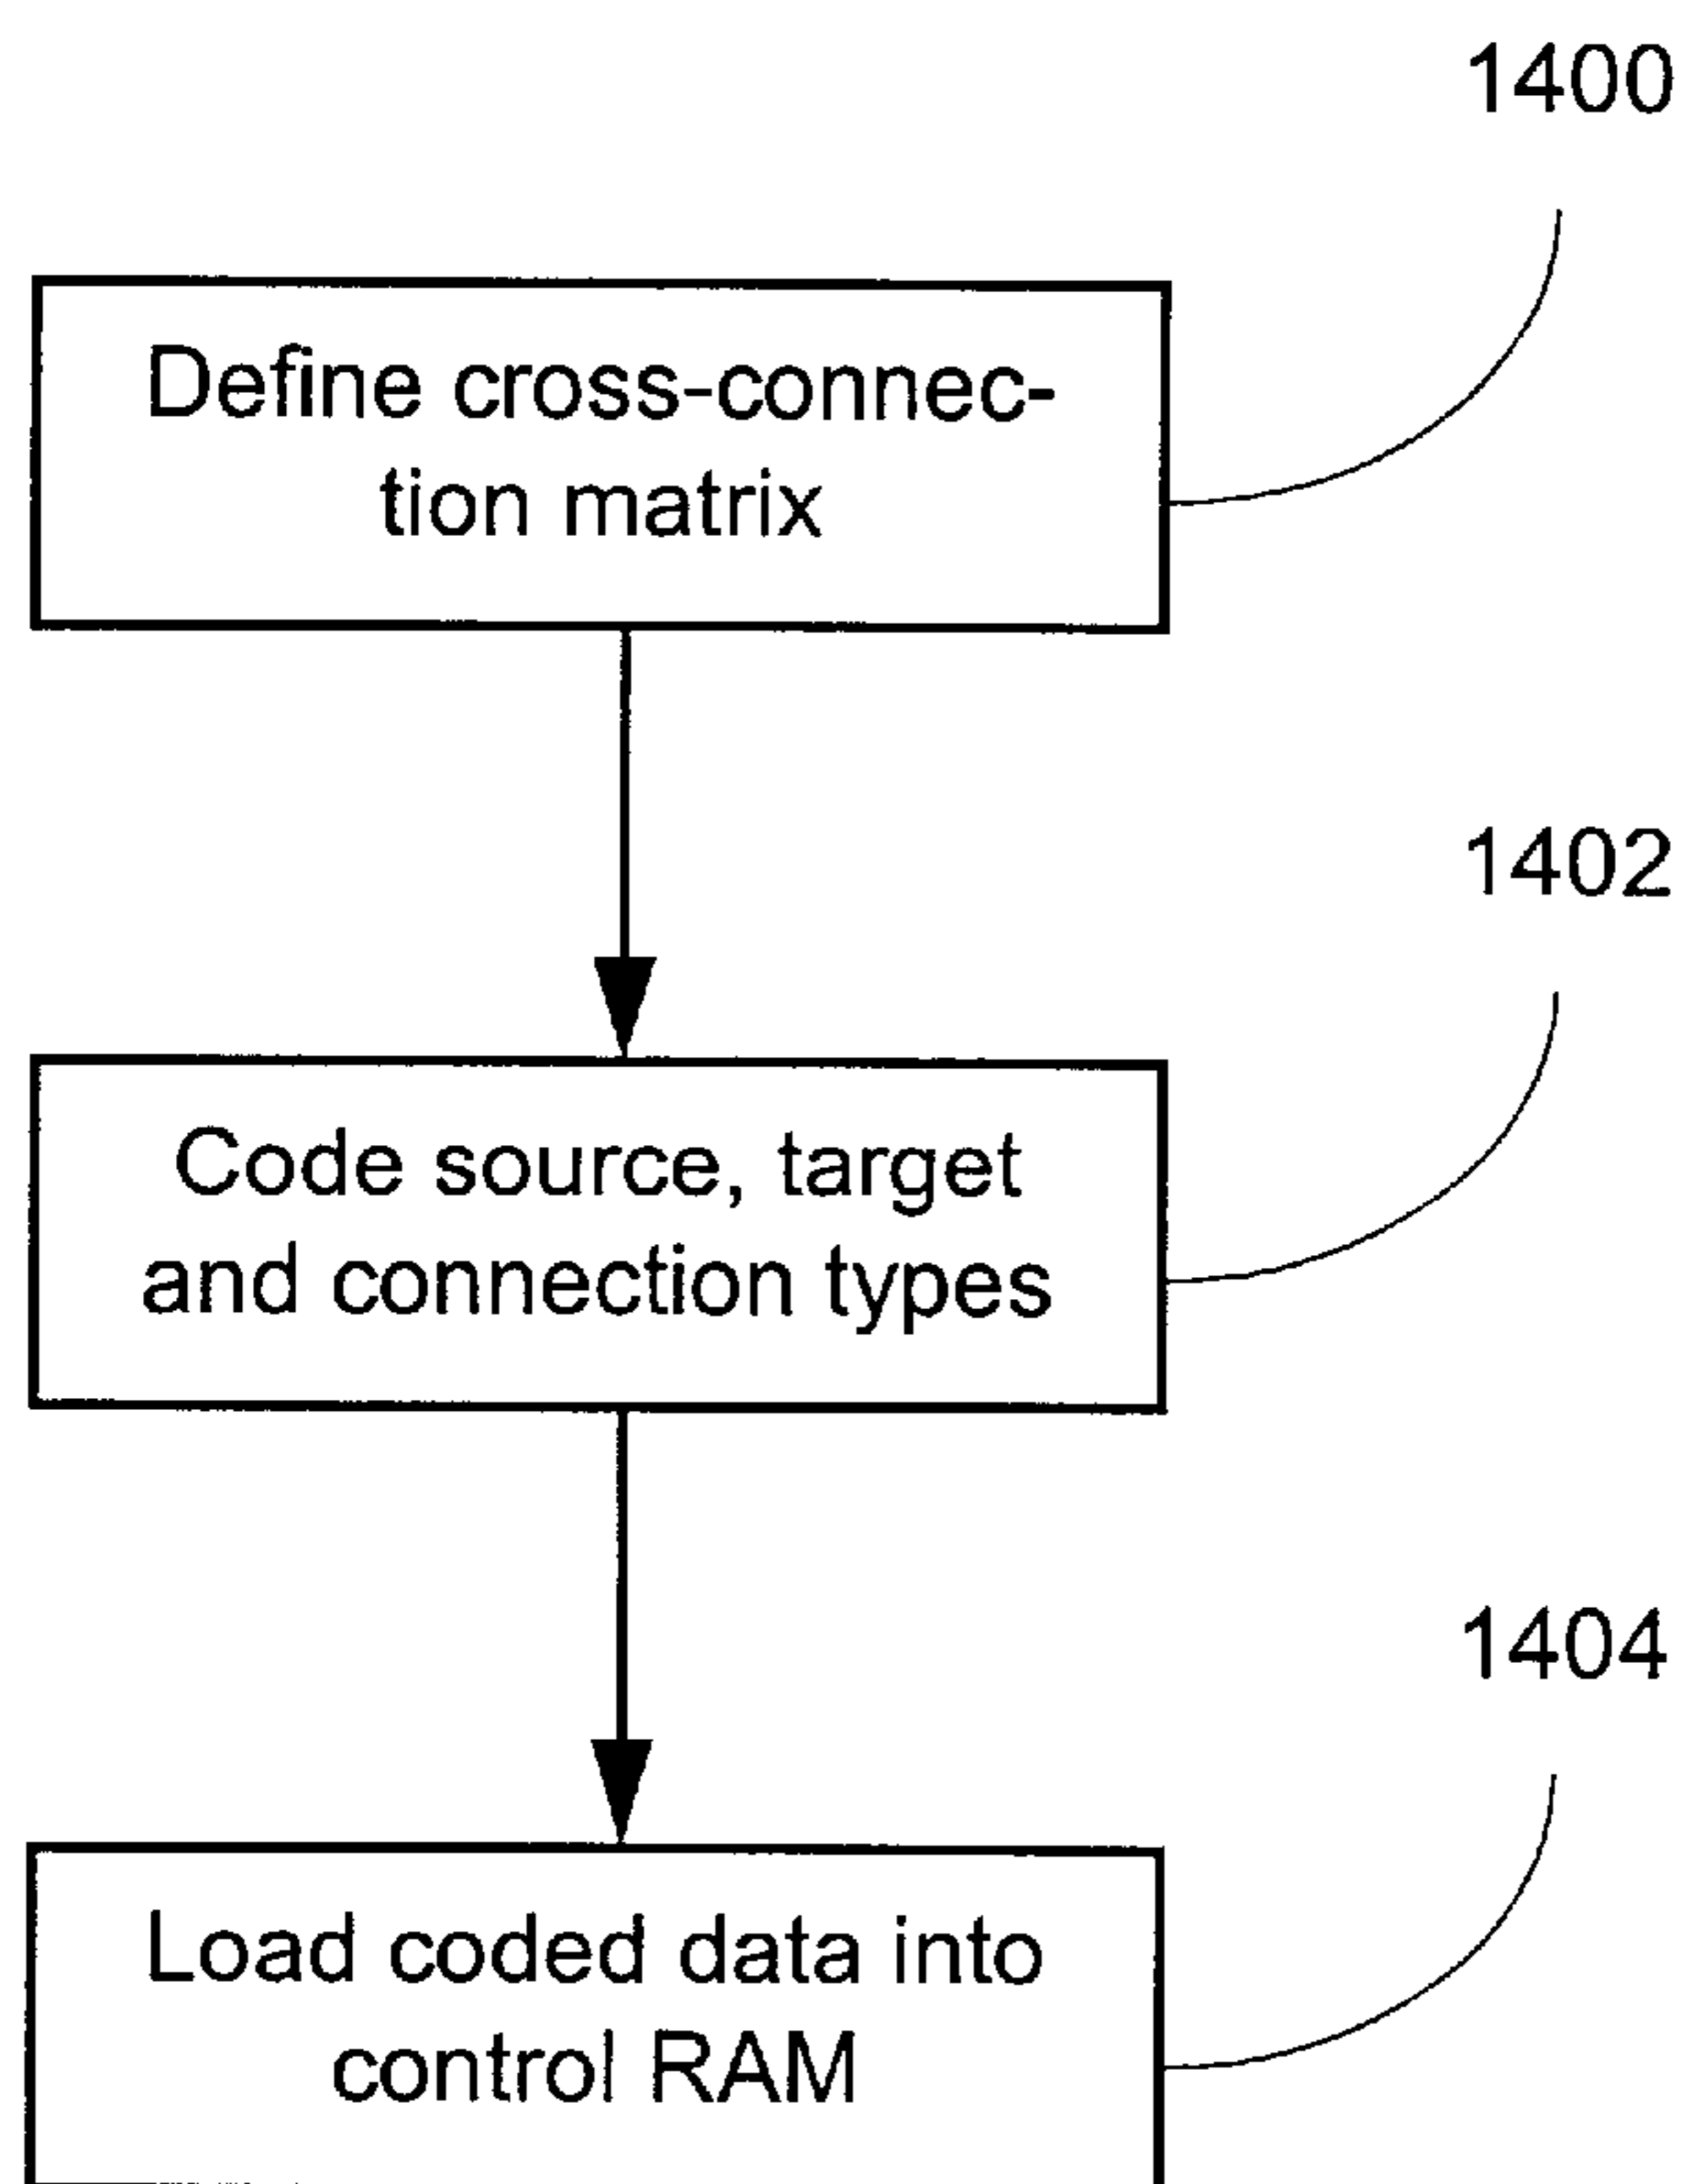 1400
Define cross-connec-
tion matrix
1402
Code source, target
and connection types
1404
Load coded data into
control RAM